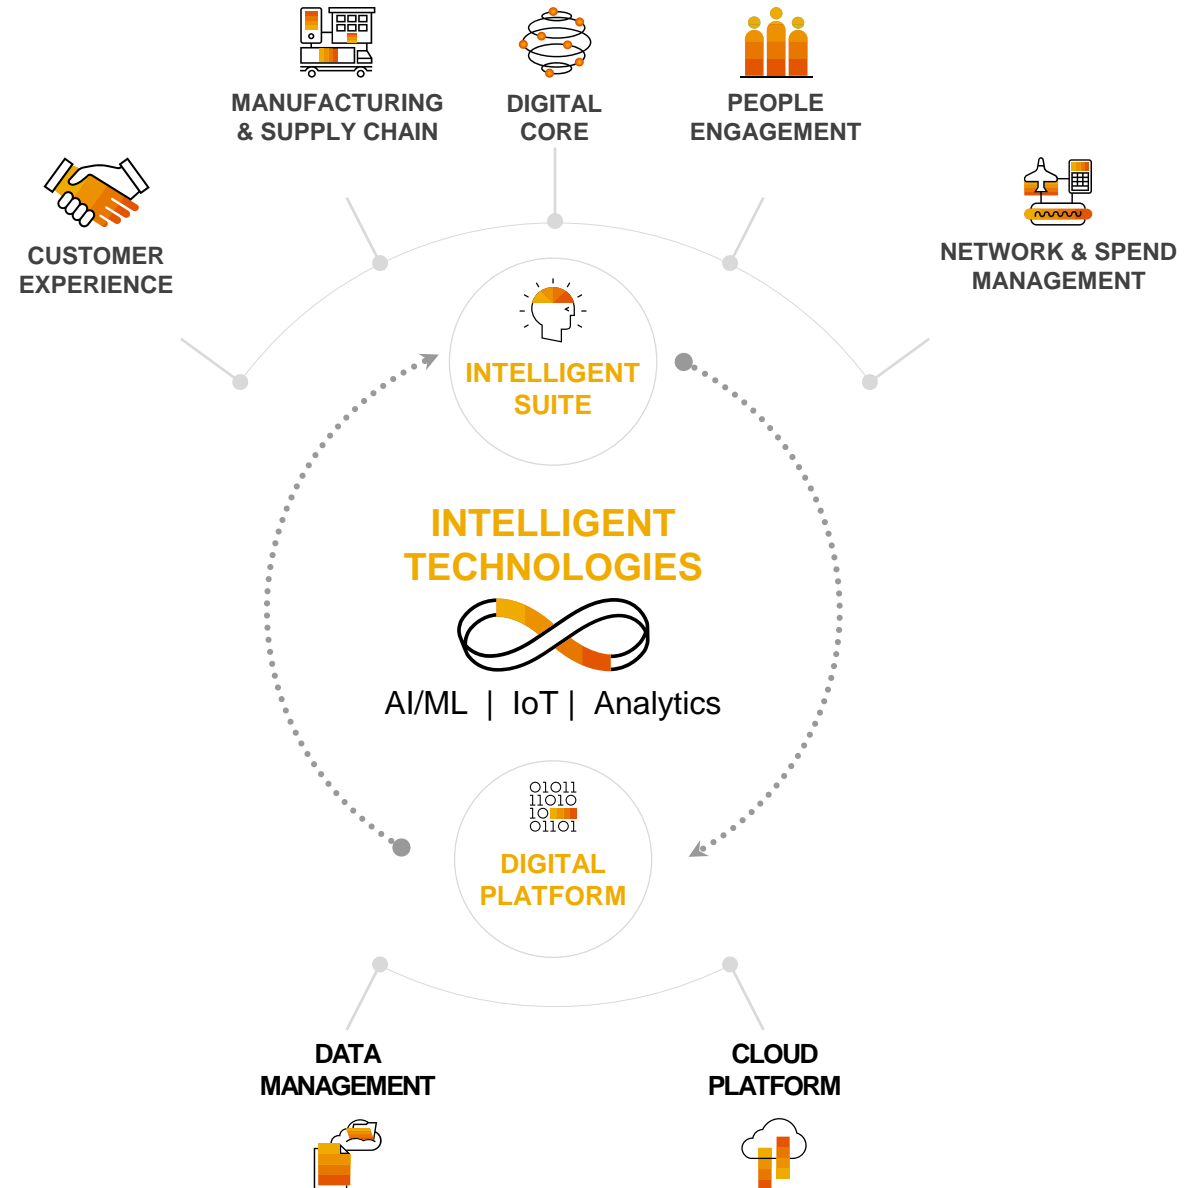 MANUFACTURING
& SUPPLY CHAIN
DIGITAL
CORE
PEOPLE
ENGAGEMENT
CUSTOMER
EXPERIENCE
NETWORK & SPEND
MANAGEMENT
INTELLIGENT
SUITE
INTELLIGENT
TECHNOLOGIES
AI/ML | IoT | Analytics
01011
11010
10
01101
DIGITAL
PLATFORM
DATA
MANAGEMENT
CLOUD
PLATFORM